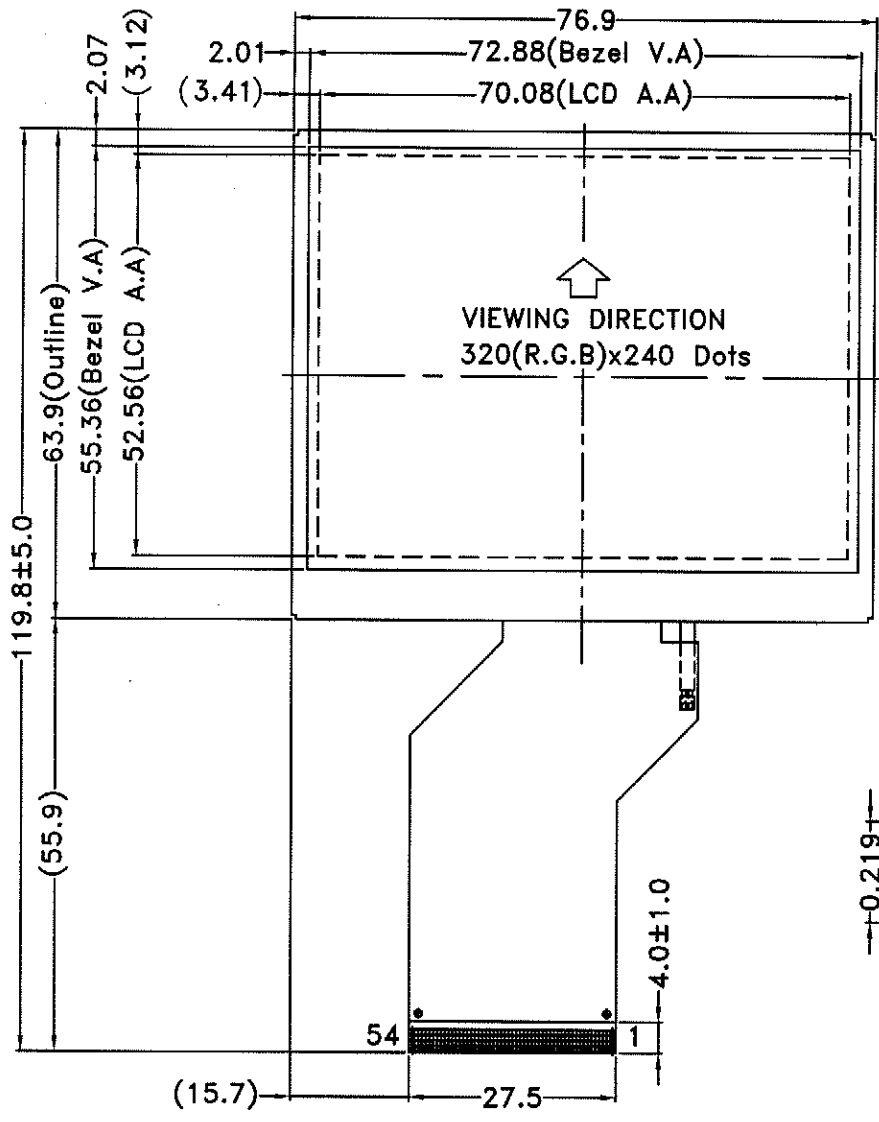 76.9
2.01
72.88(Bezel V.A)
(3.41)
70.08(LCD A.A)
2.07
(3.12)
119.8±5.0
63.9(Outline)
55.36(Bezel V.A)
52.56(LCD A.A)
VIEWING DIRECTION
320(R.G.B)x240 Dots
(55.9)
0.219
4.0±1.0
54
1
(15.7)
27.5